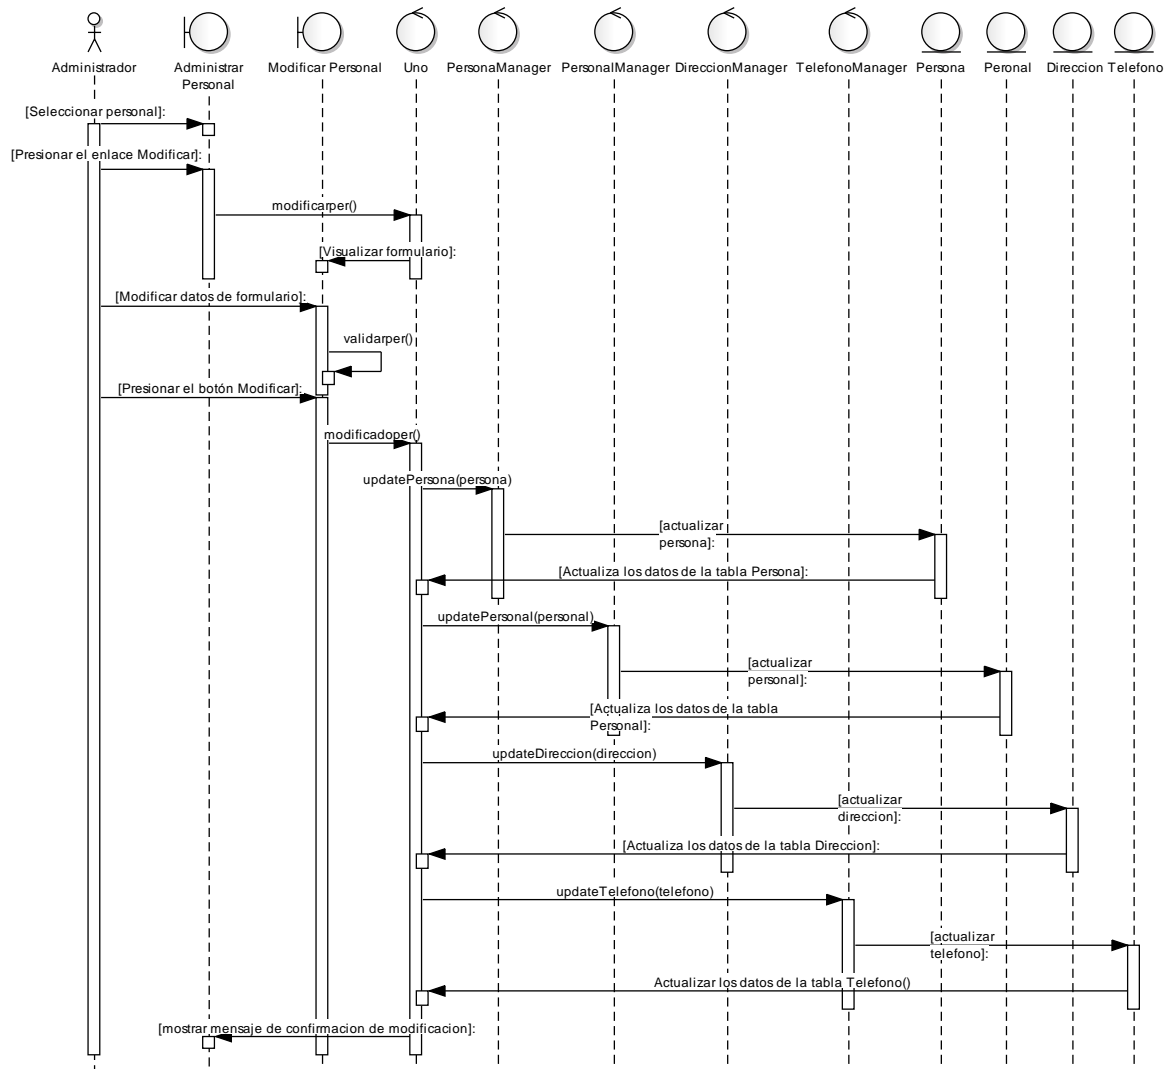 Administrador
Administrar
Personal
Modificar Personal
Uno
PersonaManager
PersonalManager
DireccionManager
TelefonoManager
Persona
Peronal
Direccion
Telefono
[Seleccionar personal]:
[Presionar el enlace Modificar]:
modificarper()
[Visualizar formulario]:
[Modificar datos de formulario]:
validarper()
[Presionar el botón Modificar]:
modificadoper()
updatePersona(persona)
[actualizar
persona]:
[Actualiza los datos de la tabla Persona]:
updatePersonal(personal)
[actualizar
personal]:
[Actualiza los datos de la tabla
Personal]:
updateDireccion(direccion)
[actualizar
direccion]:
[Actualiza los datos de la tabla Direccion]:
updateTelefono(telefono)
[actualizar
telefono]:
Actualizar los datos de la tabla Telefono()
[mostrar mensaje de confirmacion de modificacion]: